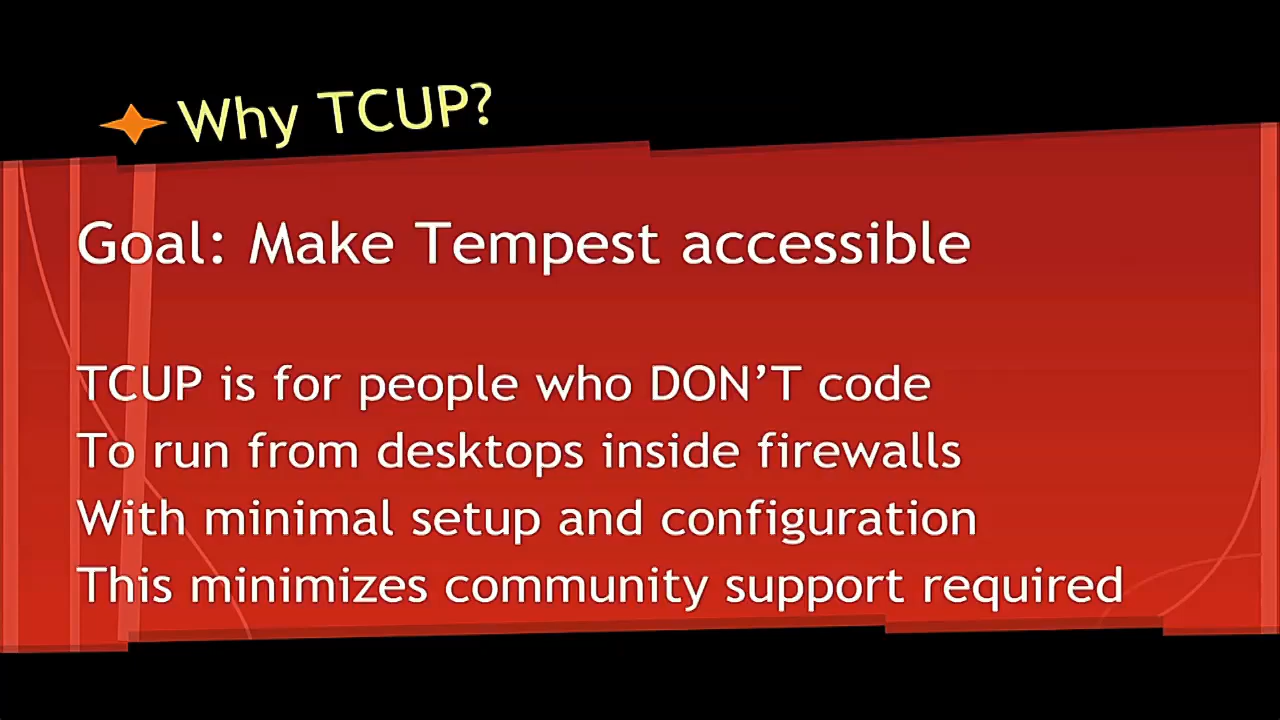 Why TCUP?
Goal: Make Tempest accessible
TCUP is for people who DON’T code
To run from desktops inside firewalls
With minimal setup and configuration
This minimizes community support required